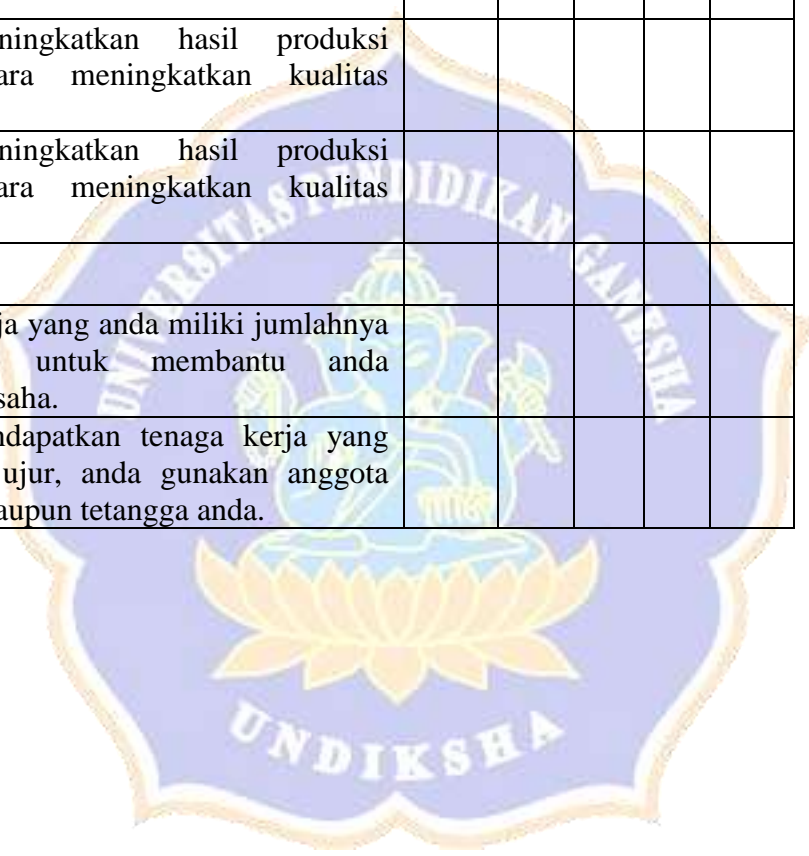 ningkatkan hasil produksi
ara meningkatkan kualitas
ningkatkan hasil produksi
ara meningkatkan kualitas
ja yang anda miliki jumlahnya
untuk membantu anda
saha.
ndapatkan tenaga kerja yang
ujur, anda gunakan anggota
aupun tetangga anda.
UNIVERSITAS PENDIDIKAN GANESHA
UNDIKSHA